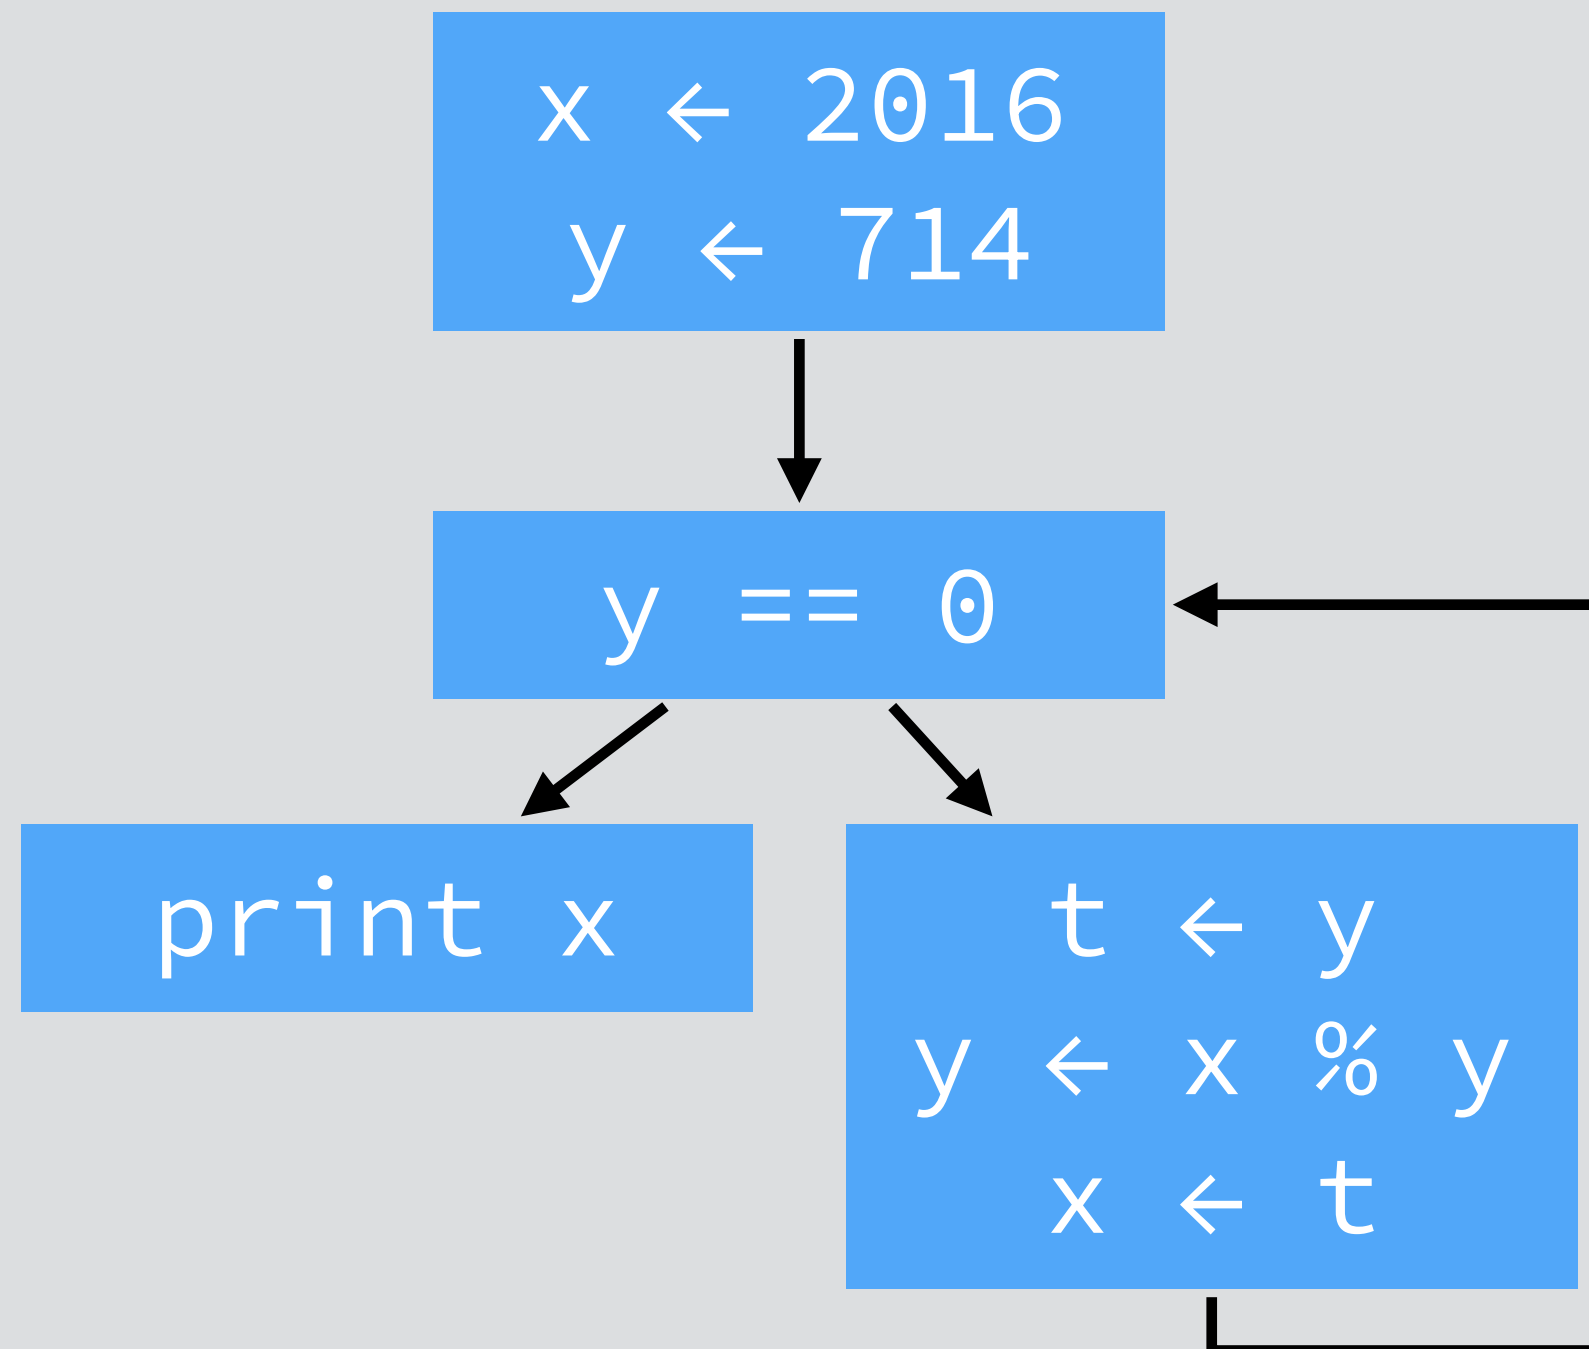 x ← 2016
y ← 714
y == 0
print x
t ← y
y ← x % y
x ← t